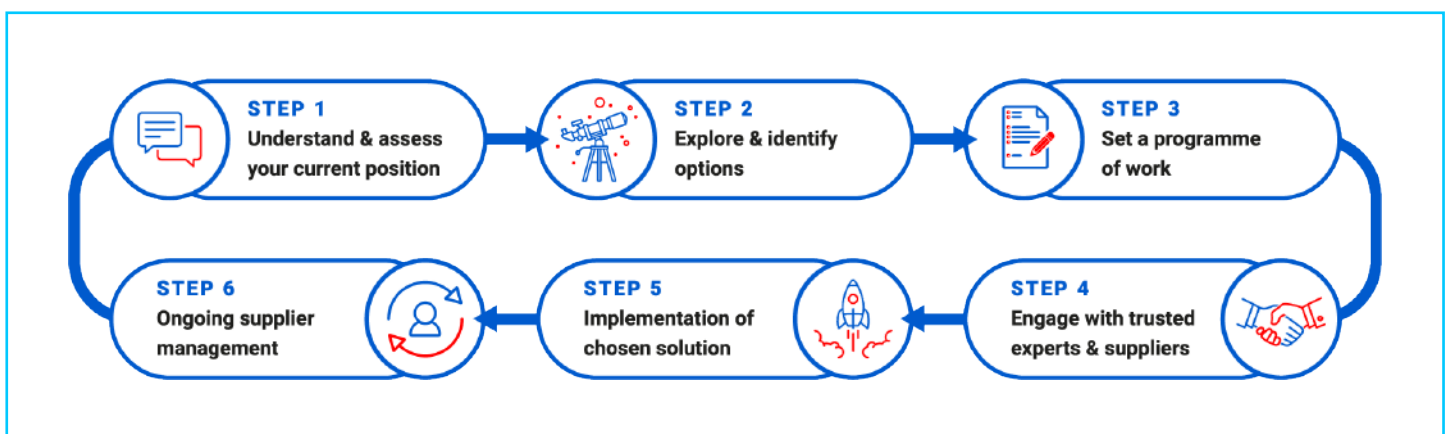 STEP 1
Understand & assess
your current position
STEP 2
Explore & identify
options
STEP 3
Set a programme
of work
STEP 4
Engage with trusted
experts & suppliers
STEP 5
Implementation of
chosen solution
STEP 6
Ongoing supplier
management